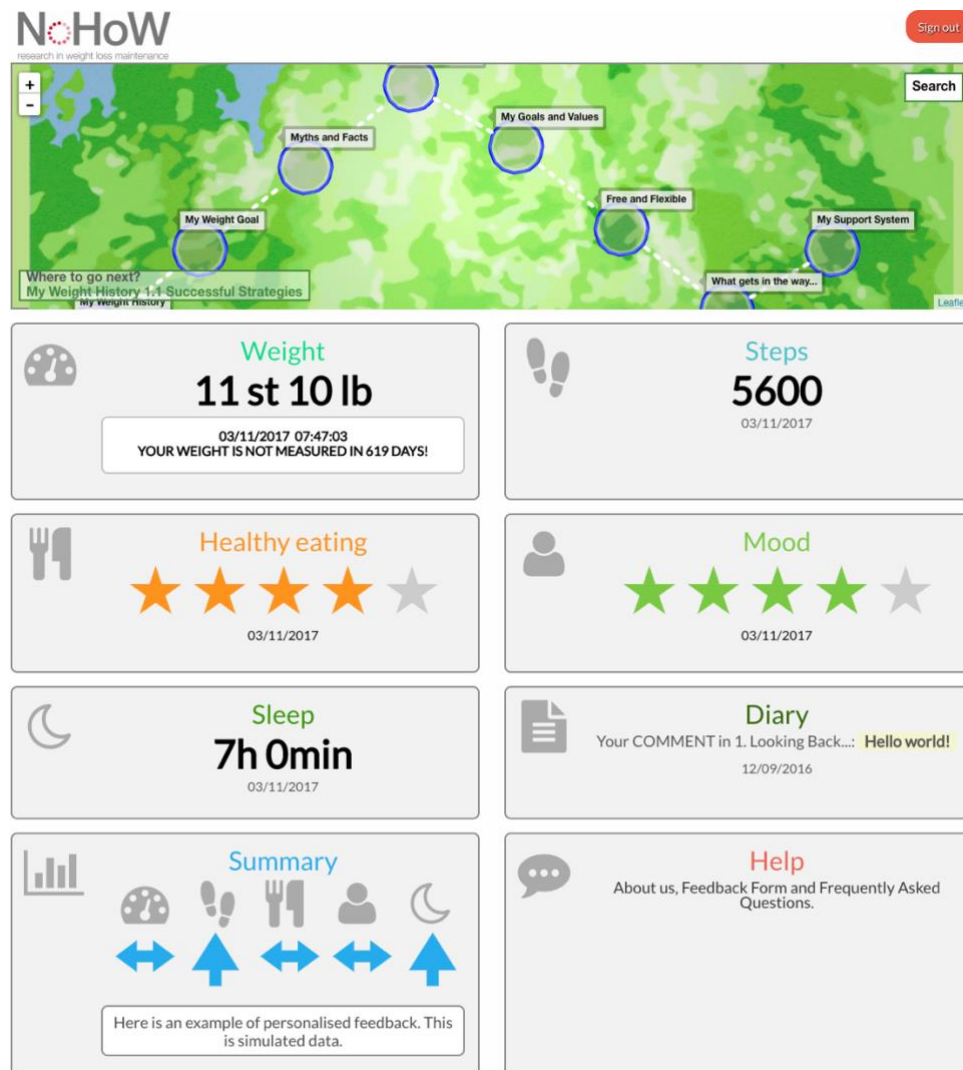 NoHoW
research in weight loss maintenance
Sign out
+
-
Search
My Goals and Values
Myths and Facts
Free and Flexible
My Weight Goal
My Support System
Where to go next?
My Weight History 1.1 Successful Strategies
What gets in the way...
My Weight History
Leafle
Weight
11 st 10 lb
03/11/2017 07:47:03
YOUR WEIGHT IS NOT MEASURED IN 619 DAYS!
Steps
5600
03/11/2017
Healthy eating
03/11/2017
Mood
03/11/2017
Sleep
7h 0min
03/11/2017
Diary
Your COMMENT in 1. Looking Back...: Hello world!
12/09/2016
Summary
Here is an example of personalised feedback. This
is simulated data.
Help
About us, Feedback Form and Frequently Asked
Questions.